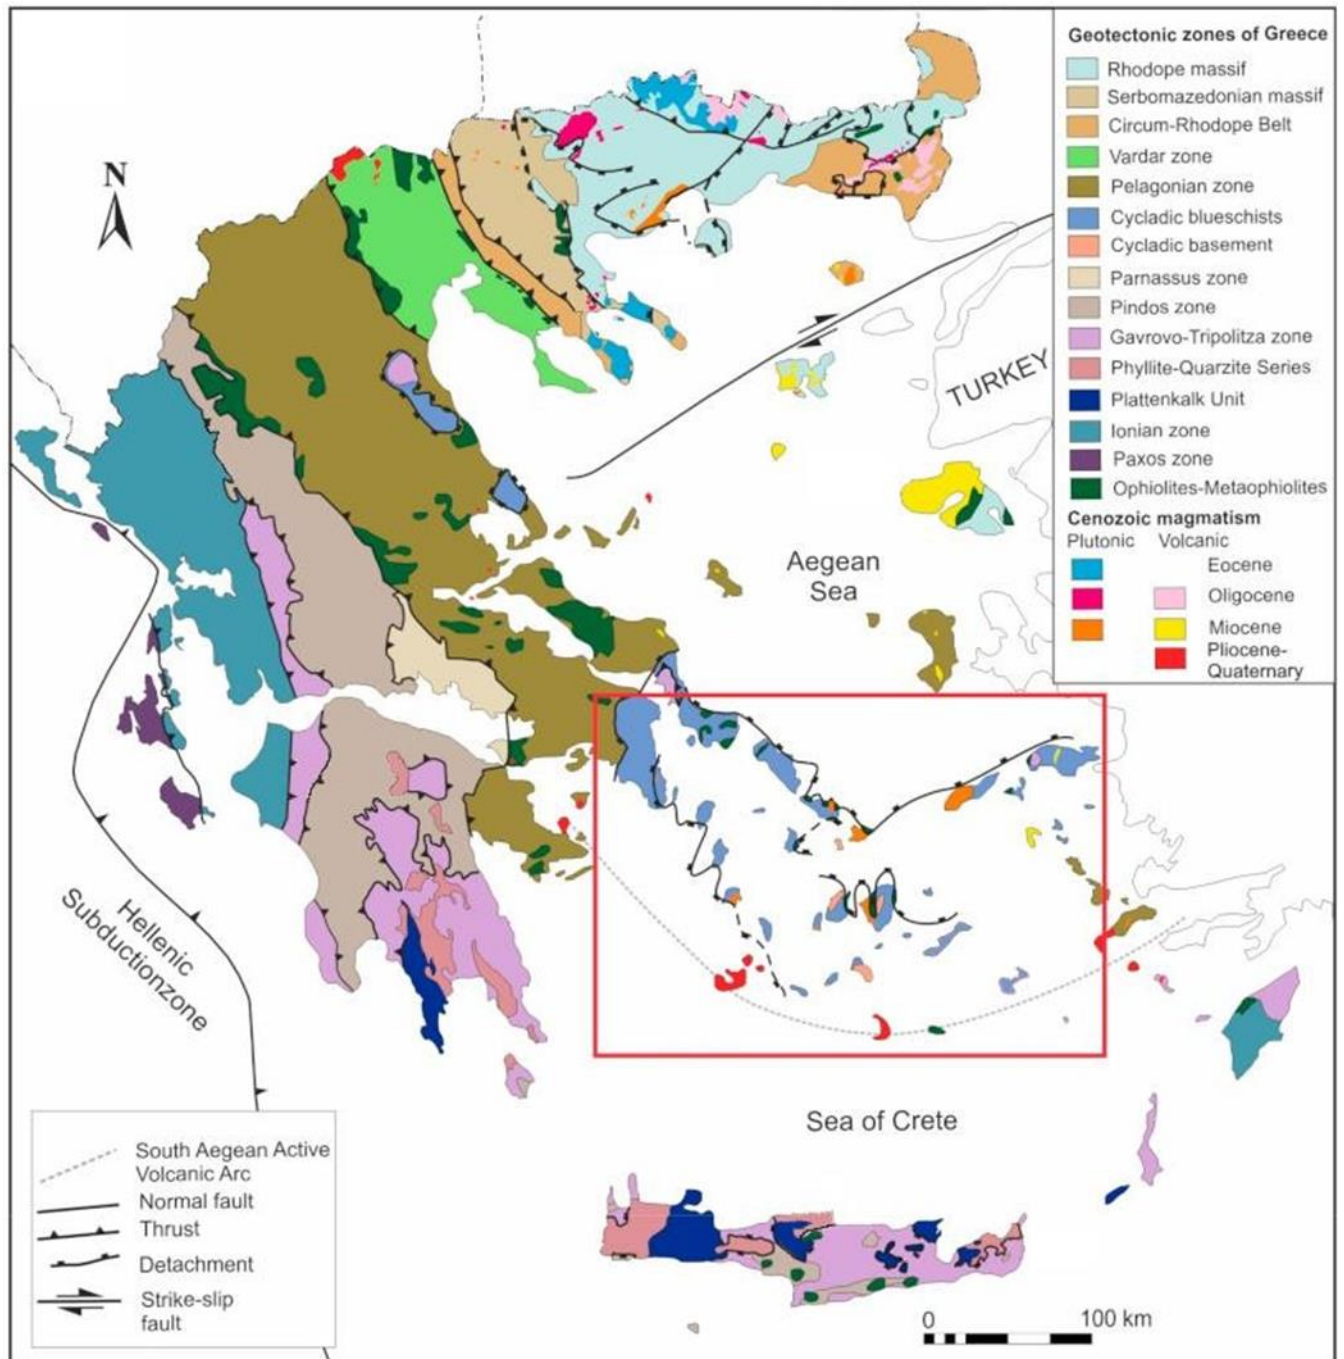 Geotectonic zones of Greece
Rhodope massif
Serbomazedonian massif
Circum-Rhodope Belt
Vardar zone
Pelagonian zone
Cycladic blueschists
Cycladic basement
Parnassus zone
Pindos zone
Gavrovo-Tripolitza zone
Phyllite-Quarzite Series
Plattenkalk Unit
Ionian zone
Paxos zone
Ophiolites-Metaophiolites
Cenozoic magmatism
Plutonic Volcanic
Eocene
Oligocene
Miocene
Pliocene-
Quaternary
N
TURKEY
Aegean
Sea
Hellenic
Subductionzone
Sea of Crete
South Aegean Active
Volcanic Arc
Normal fault
Thrust
Detachment
Strike-slip
fault
0 100 km